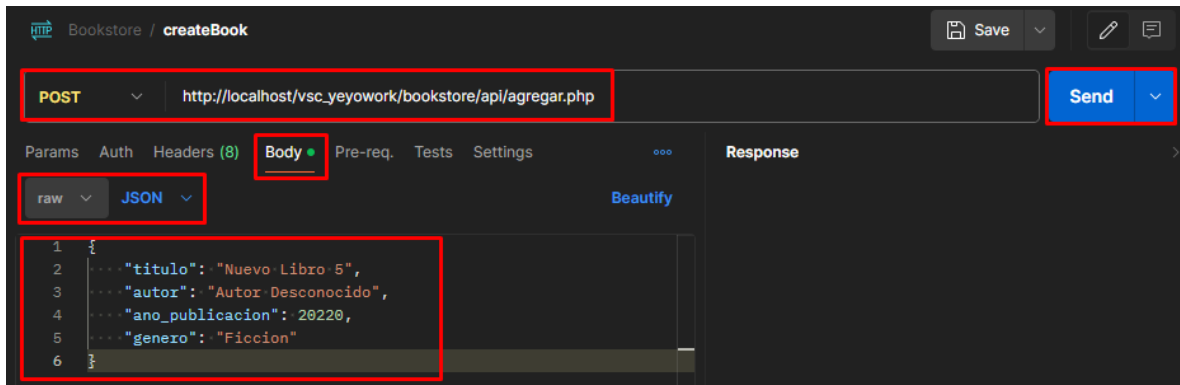 HTTP Bookstore / createBook
Save
POST http://localhost/vsc_yeyowork/bookstore/api/agregar.php
Send
Params Auth Headers (8) Body Pre-req. Tests Settings
Response
raw JSON
Beautify
1 {
2 "titulo": "Nuevo Libro 5",
3 "autor": "Autor Desconocido",
4 "ano_publicacion": 20220,
5 "genero": "Ficcion"
6 }